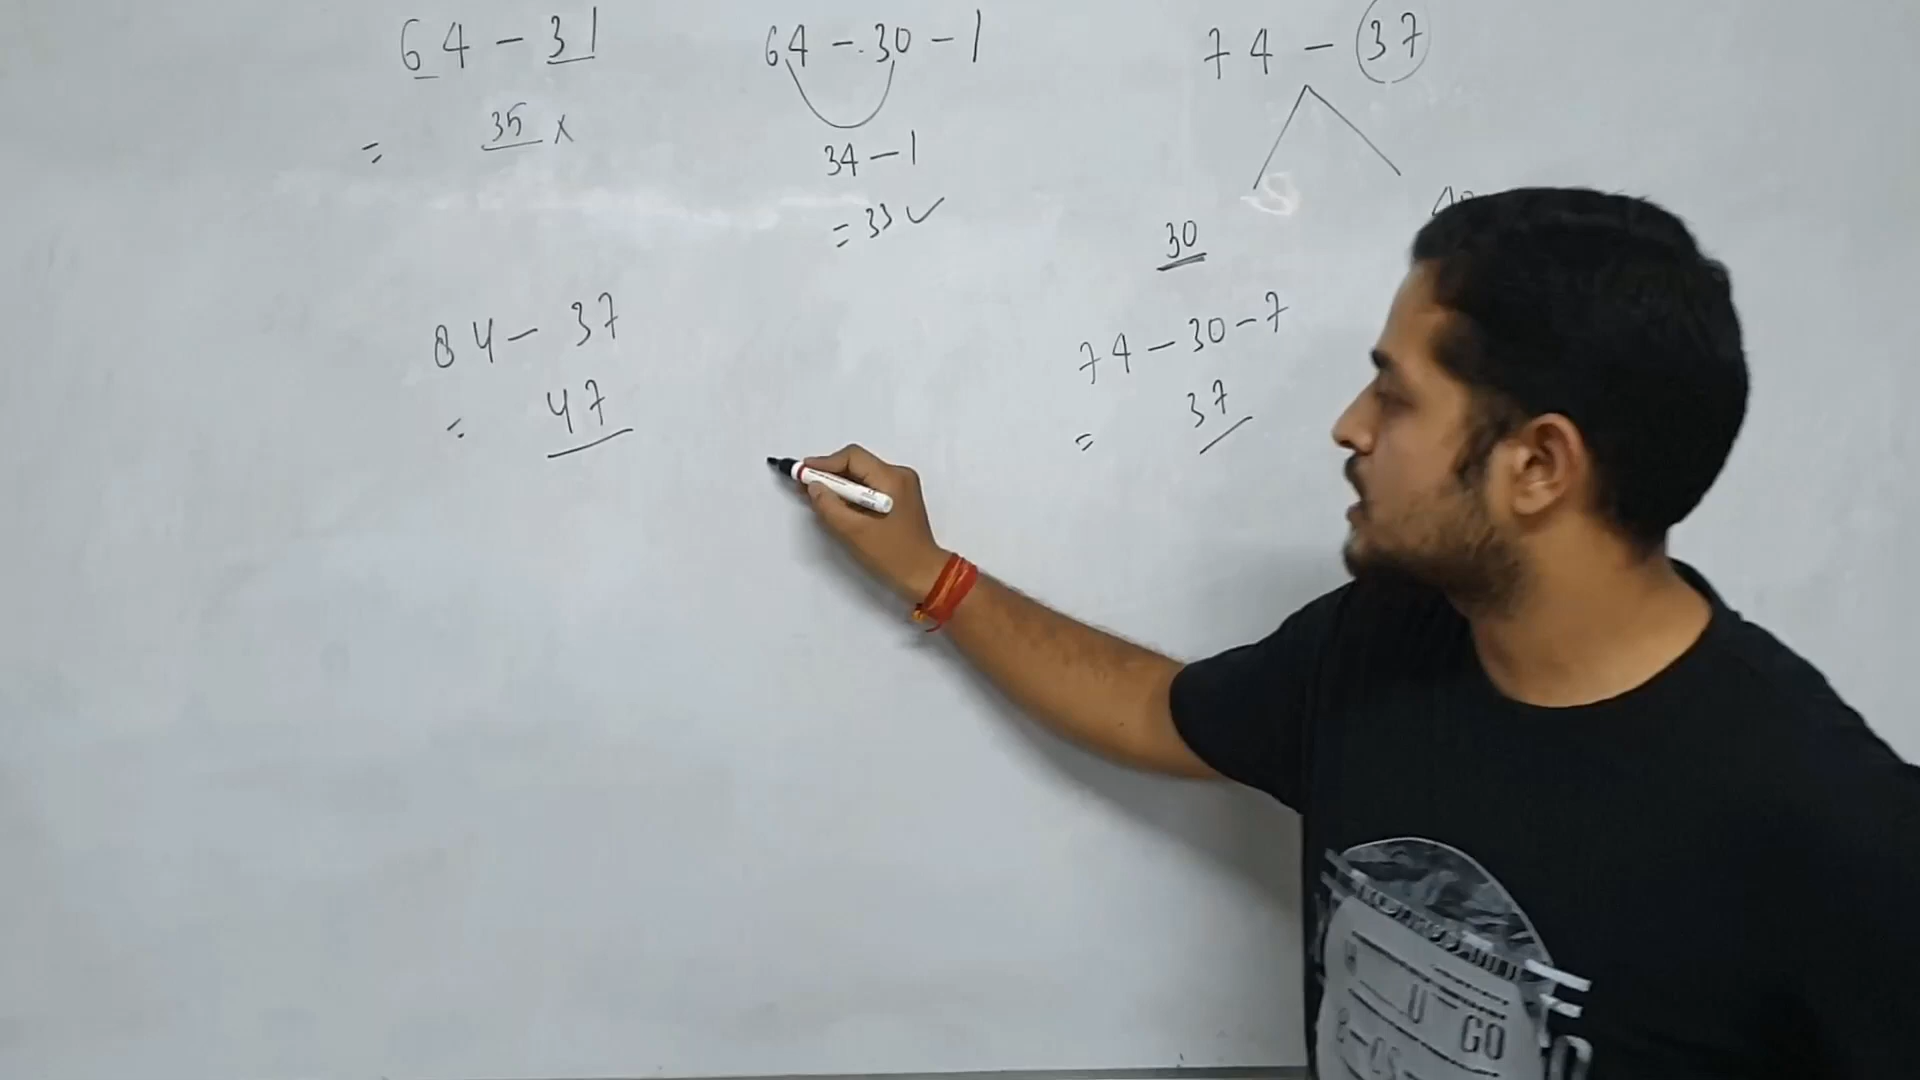 64 - 31
= 35 x
64 - 30 - 1
34 - 1
= 33 ✓
74 - 37
30
74 - 30 - 7
= 37
84 - 37
= 47
U GO